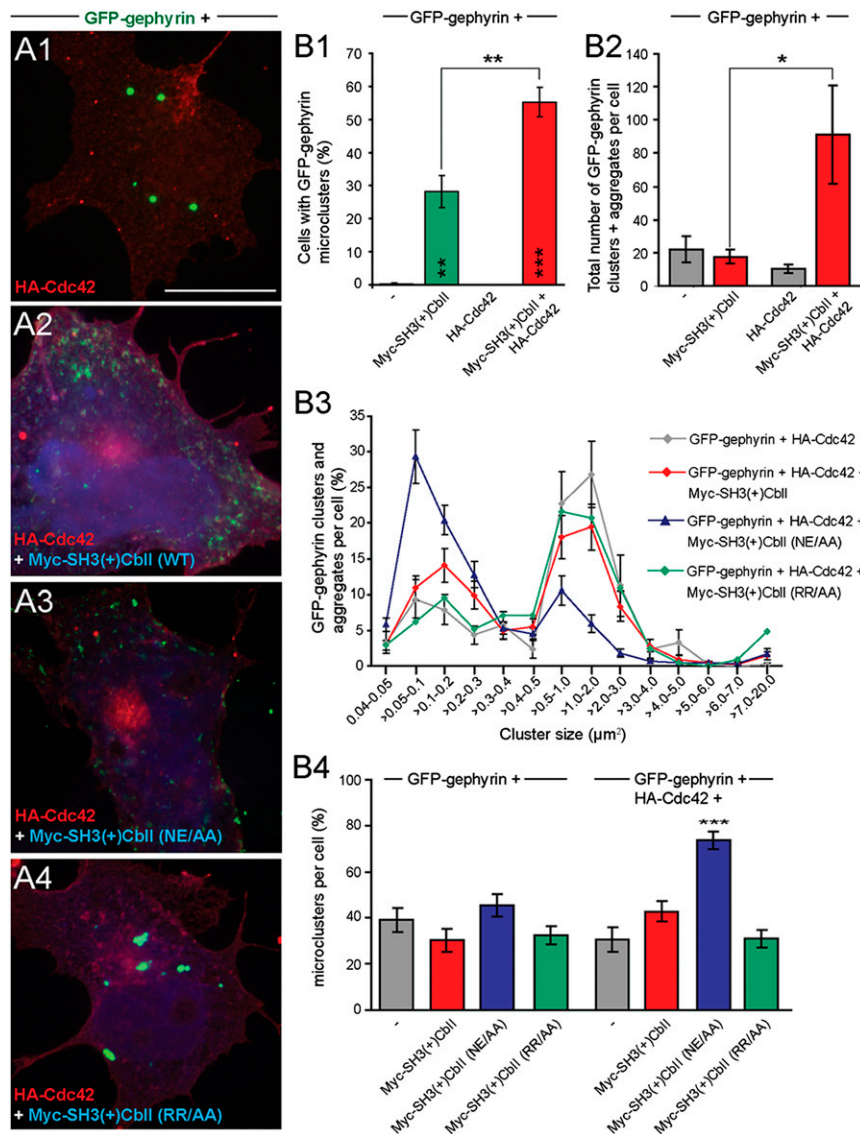 GFP-gephyrin +
A1
HA-Cdc42
A2
HA-Cdc42
+ Myc-SH3(+)CbII (WT)
A3
HA-Cdc42
+ Myc-SH3(+)CbII (NE/AA)
A4
HA-Cdc42
+ Myc-SH3(+)CbII (RR/AA)
B1
GFP-gephyrin +
Cells with GFP-gephyrin
microclusters (%)
70
60
50
40
30
20
10
0
**
**
***
-
Myc-SH3(+)CbII
HA-Cdc42
Myc-SH3(+)CbII +
HA-Cdc42
B2
GFP-gephyrin +
Total number of GFP-gephyrin
clusters + aggregates per cell
140
120
100
80
60
40
20
0
*
-
Myc-SH3(+)CbII
HA-Cdc42
Myc-SH3(+)CbII +
HA-Cdc42
B3
GFP-gephyrin clusters and
aggregates per cell (%)
35
30
25
20
15
10
5
0
0.04-0.05
>0.05-0.1
>0.1-0.2
>0.2-0.3
>0.3-0.4
>0.4-0.5
>0.5-1.0
>1.0-2.0
>2.0-3.0
>3.0-4.0
>4.0-5.0
>5.0-6.0
>6.0-7.0
>7.0-20.0
Cluster size (µm²)
GFP-gephyrin + HA-Cdc42
GFP-gephyrin + HA-Cdc42 +
Myc-SH3(+)CbII
GFP-gephyrin + HA-Cdc42 +
Myc-SH3(+)CbII (NE/AA)
GFP-gephyrin + HA-Cdc42 +
Myc-SH3(+)CbII (RR/AA)
B4
GFP-gephyrin +
GFP-gephyrin +
HA-Cdc42 +
microclusters per cell (%)
100
80
60
40
20
0
***
-
Myc-SH3(+)CbII
Myc-SH3(+)CbII (NE/AA)
Myc-SH3(+)CbII (RR/AA)
-
Myc-SH3(+)CbII
Myc-SH3(+)CbII (NE/AA)
Myc-SH3(+)CbII (RR/AA)